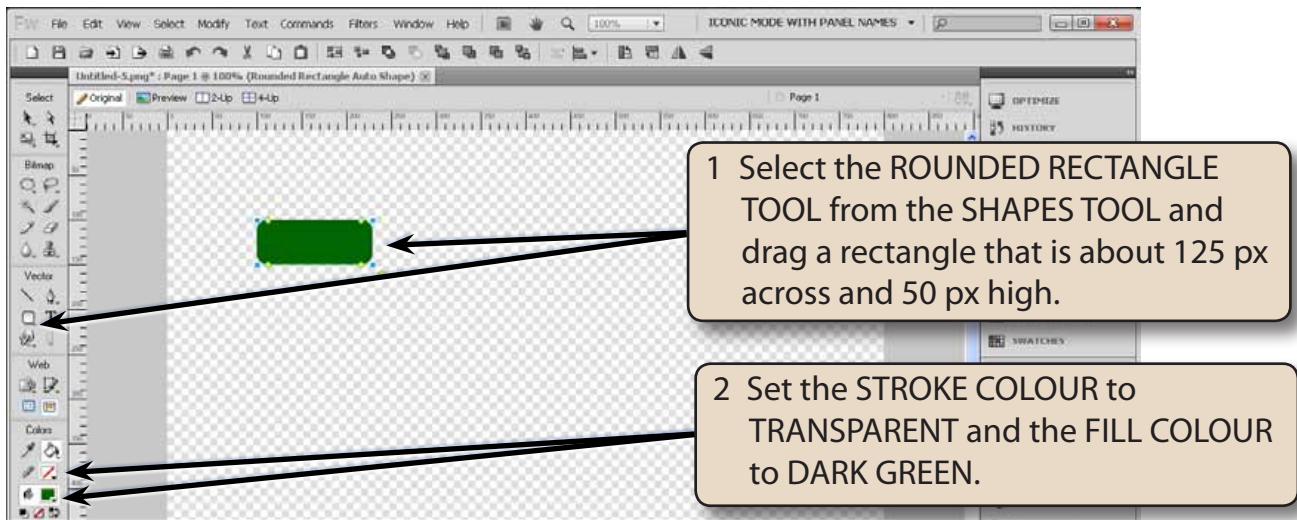 FW File Edit View Select Modify Text Commands Filters Window Help 100% ICONIC MODE WITH PANEL NAMES
Untitled-5.png* : Page 1 @ 100% (Rounded Rectangle Auto Shape)
Select Original Preview 2-Up 4-Up Page 1
OPTIMIZE
HISTORY
Bitmap
Vector
Web
Colors
SWATCHES
1 Select the ROUNDED RECTANGLE
TOOL from the SHAPES TOOL and
drag a rectangle that is about 125 px
across and 50 px high.
2 Set the STROKE COLOUR to
TRANSPARENT and the FILL COLOUR
to DARK GREEN.